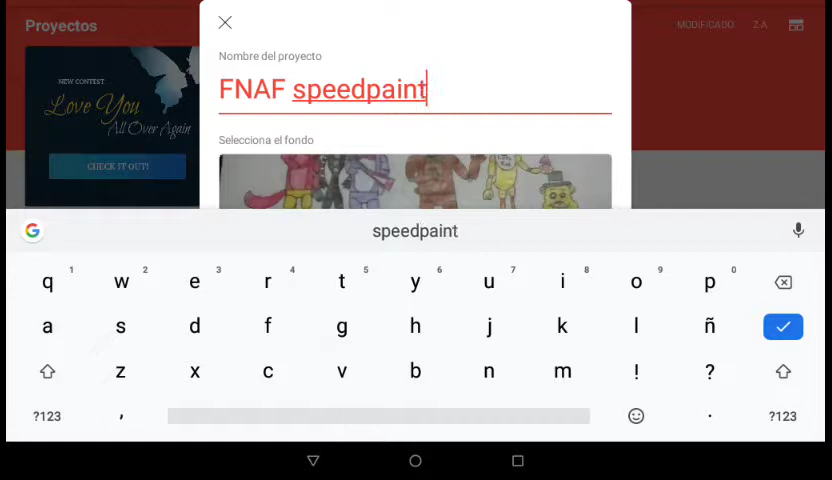 Proyectos
MODIFICADO
Z A
NEW CONTEST
Love You
All Over Again
CHECK IT OUT!
Nombre del proyecto
FNAF speedpaint
Selecciona el fondo
G
speedpaint
1 2 3 4 5 6 7 8 9 0
q w e r t y u i o p
a s d f g h j k l ñ
z x c v b n m ! ?
?123 , . ?123